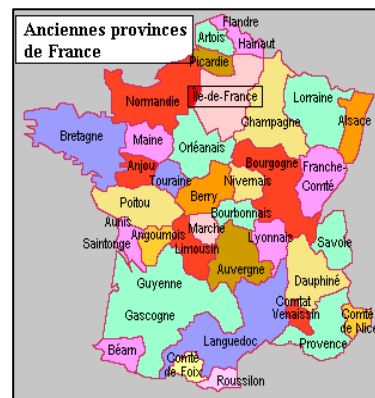 Anciennes provinces
de France
Flandre
Artois
Hainaut
Picardie
Normandie
Ile-de-France
Lorraine
Champagne
Alsace
Bretagne
Maine
Orléanais
Anjou
Touraine
Bourgogne
Franche-
Comté
Nivernais
Berry
Poitou
Bourbonnais
Aunis
Marche
Saintonge
Angoumois
Limousin
Lyonnais
Savoie
Auvergne
Dauphiné
Guyenne
Comtat
Venaissin
Comté
de Nice
Gascogne
Languedoc
Provence
Béarn
Comté
de Foix
Roussilon